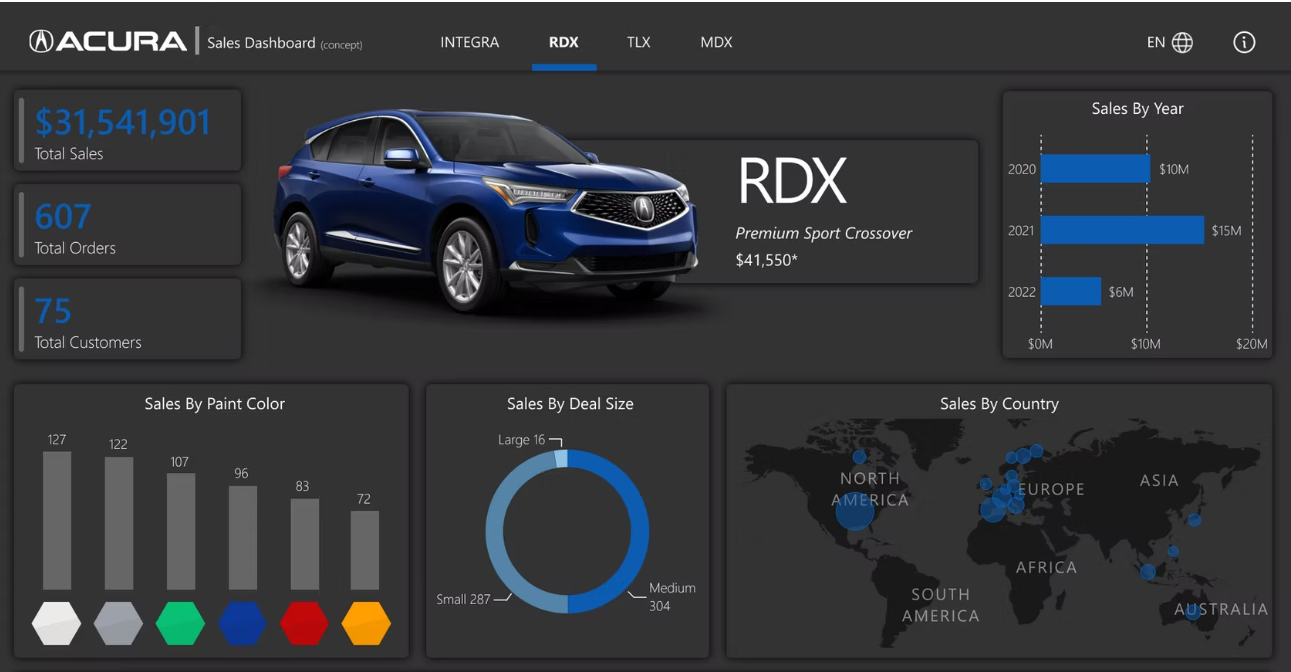 ACURA Sales Dashboard (concept)
INTEGRA
RDX
TLX
MDX
EN
$31,541,901
Total Sales
607
Total Orders
75
Total Customers
RDX
Premium Sport Crossover
$41,550*
Sales By Year
2020
$10M
2021
$15M
2022
$6M
$0M
$10M
$20M
Sales By Paint Color
127
122
107
96
83
72
Sales By Deal Size
Large 16
Small 287
Medium
304
Sales By Country
NORTH
AMERICA
EUROPE
ASIA
AFRICA
SOUTH
AMERICA
AUSTRALIA